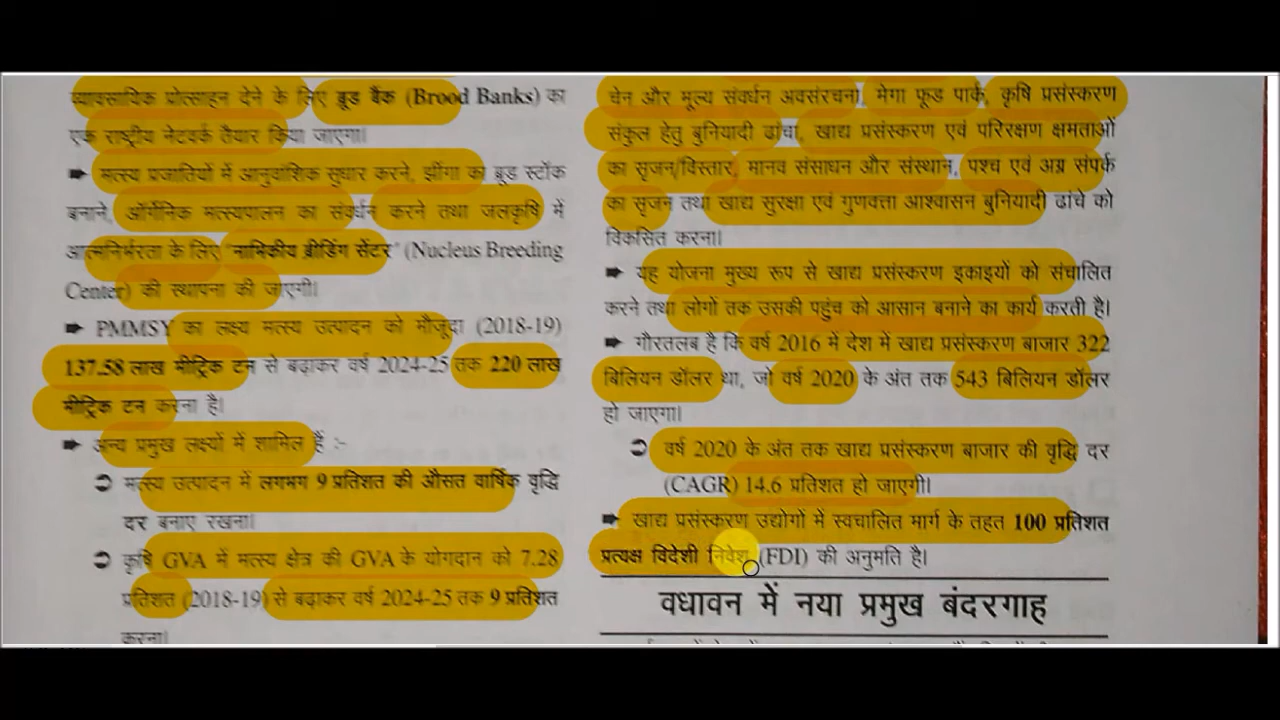 व्यावसायिक प्रोत्साहन देने के लिए ब्रूड बैंक (Brood Banks) का
एक राष्ट्रीय नेटवर्क तैयार किया जाएगा।
➨ मत्स्य प्रजातियों में आनुवांशिक सुधार करने, झींगा का ब्रूड स्टॉक
बनाने, ऑर्गेनिक मत्स्यपालन का संवर्धन करने तथा जलकृषि में
आत्मनिर्भरता के लिए "नाभिकीय ब्रीडिंग सेंटर" (Nucleus Breeding
Center) की स्थापना की जाएगी।
➨ PMMSY का लक्ष्य मत्स्य उत्पादन को मौजूदा (2018-19)
137.58 लाख मीट्रिक टन से बढ़ाकर वर्ष 2024-25 तक 220 लाख
मीट्रिक टन करना है।
➨ अन्य प्रमुख लक्ष्यों में शामिल हैं :-
➲ मत्स्य उत्पादन में लगभग 9 प्रतिशत की औसत वार्षिक वृद्धि
दर बनाए रखना।
➲ कृषि GVA में मत्स्य क्षेत्र की GVA के योगदान को 7.28
प्रतिशत (2018-19) से बढ़ाकर वर्ष 2024-25 तक 9 प्रतिशत
करना।
चेन और मूल्य संवर्धन अवसंरचना, मेगा फूड पार्क, कृषि प्रसंस्करण
संकुल हेतु बुनियादी ढांचा, खाद्य प्रसंस्करण एवं परिरक्षण क्षमताओं
का सृजन/विस्तार, मानव संसाधन और संस्थान, पश्च एवं अग्र संपर्क
का सृजन तथा खाद्य सुरक्षा एवं गुणवत्ता आश्वासन बुनियादी ढांचे को
विकसित करना।
➨ यह योजना मुख्य रूप से खाद्य प्रसंस्करण इकाइयों को संचालित
करने तथा लोगों तक उसकी पहुंच को आसान बनाने का कार्य करती है।
➨ गौरतलब है कि वर्ष 2016 में देश में खाद्य प्रसंस्करण बाजार 322
बिलियन डॉलर था, जो वर्ष 2020 के अंत तक 543 बिलियन डॉलर
हो जाएगा।
➲ वर्ष 2020 के अंत तक खाद्य प्रसंस्करण बाजार की वृद्धि दर
(CAGR) 14.6 प्रतिशत हो जाएगी।
➨ खाद्य प्रसंस्करण उद्योगों में स्वचालित मार्ग के तहत 100 प्रतिशत
प्रत्यक्ष विदेशी निवेश (FDI) की अनुमति है।
वधावन में नया प्रमुख बंदरगाह